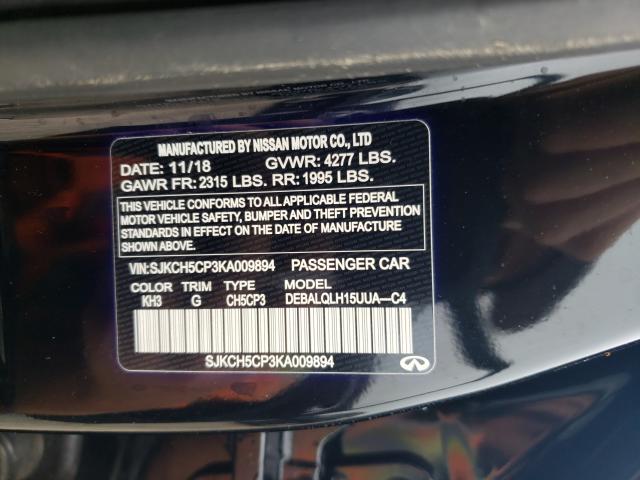 MANUFACTURED BY NISSAN MOTOR CO., LTD
DATE: 11/18 GVWR: 4277 LBS.
GAWR FR: 2315 LBS. RR: 1995 LBS.
THIS VEHICLE CONFORMS TO ALL APPLICABLE FEDERAL
MOTOR VEHICLE SAFETY, BUMPER AND THEFT PREVENTION
STANDARDS IN EFFECT ON THE DATE OF MANUFACTURE
SHOWN ABOVE.
VIN:SJKCH5CP3KA009894 PASSENGER CAR
COLOR TRIM TYPE MODEL
KH3 G CH5CP3 DEBALQLH15UUA—C4
SJKCH5CP3KA009894